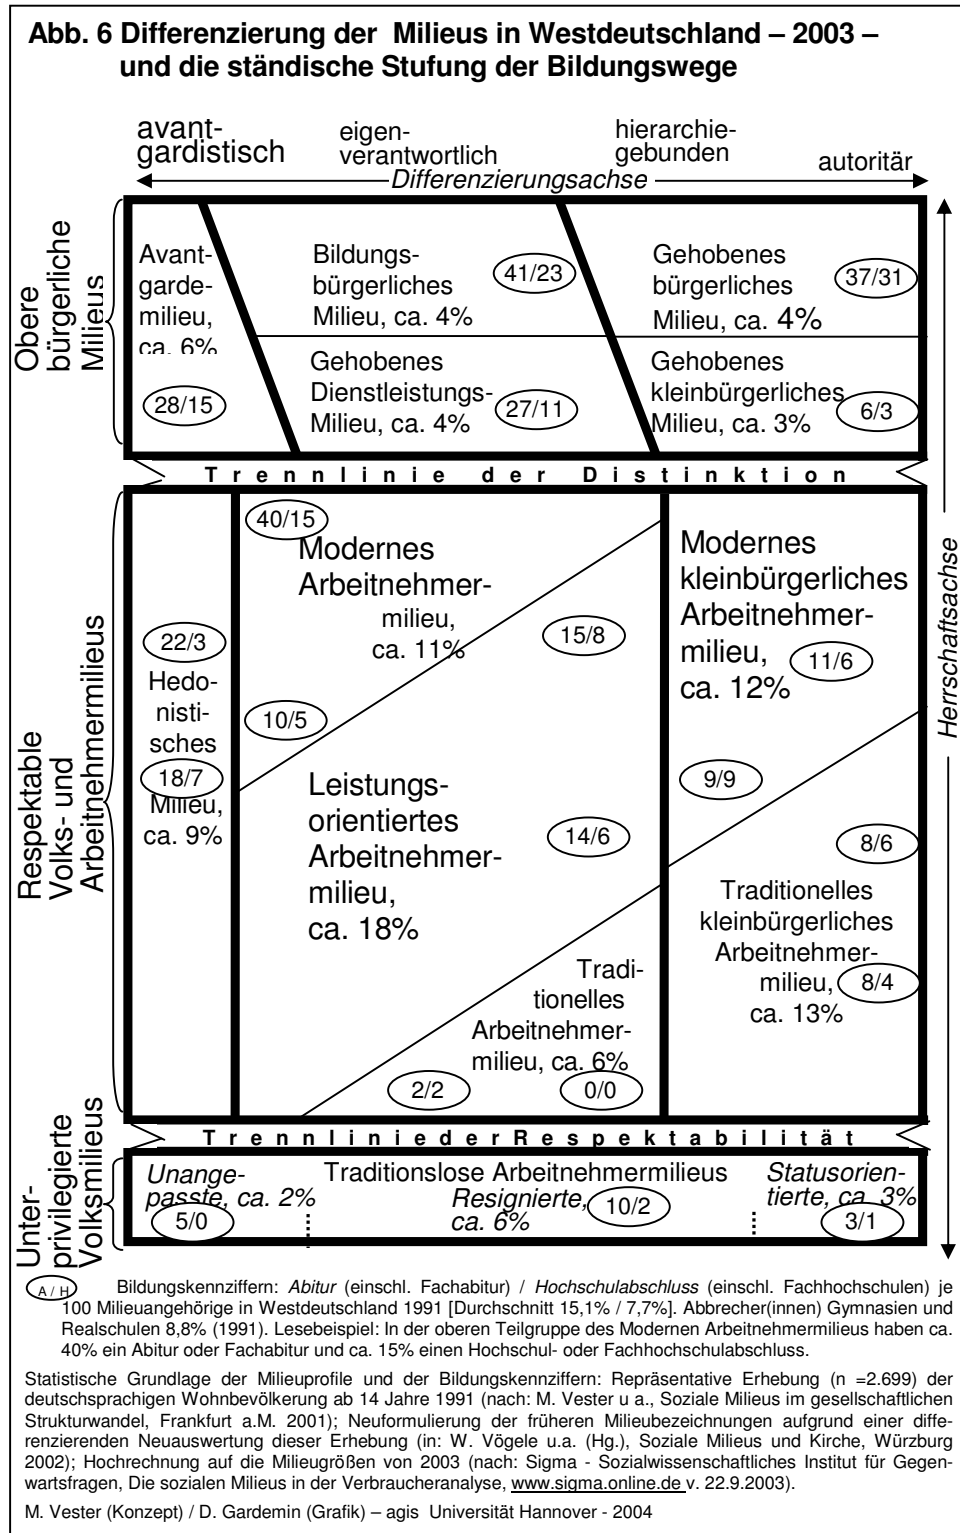 Abb. 6 Differenzierung der Milieus in Westdeutschland – 2003 –
und die ständische Stufung der Bildungswege
avant-
gardistisch
eigen-
verantwortlich
hierarchie-
gebunden
autoritär
Differenzierungsachse
Obere
bürgerliche
Milieus
Avant-
garde-
milieu,
ca. 6%
28/15
Bildungs-
bürgerliches
Milieu, ca. 4%
41/23
Gehobenes
bürgerliches
Milieu, ca. 4%
37/31
Gehobenes
Dienstleistungs-
Milieu, ca. 4%
27/11
Gehobenes
kleinbürgerliches
Milieu, ca. 3%
6/3
Trennlinie der Distinktion
Herrschaftsachse
Respektable
Volks- und
Arbeitnehmermilieus
22/3
Hedo-
nisti-
sches
18/7
Milieu,
ca. 9%
40/15
Modernes
Arbeitnehmer-
milieu,
ca. 11%
10/5
15/8
Leistungs-
orientiertes
Arbeitnehmer-
milieu,
ca. 18%
14/6
Tradi-
tionelles
Arbeitnehmer-
milieu, ca. 6%
2/2
0/0
Modernes
kleinbürgerliches
Arbeitnehmer-
milieu,
ca. 12%
11/6
9/9
8/6
Traditionelles
kleinbürgerliches
Arbeitnehmer-
milieu,
ca. 13%
8/4
Trennlinie der Respektabilität
Unter-
privilegierte
Volksmilieus
Traditionslose Arbeitnehmermilieus
Unange-
passte, ca. 2%
5/0
Resignierte,
ca. 6%
10/2
Statusorien-
tierte, ca. 3%
3/1
A / H
Bildungskennziffern: Abitur (einschl. Fachabitur) / Hochschulabschluss (einschl. Fachhochschulen) je
100 Milieuangehörige in Westdeutschland 1991 [Durchschnitt 15,1% / 7,7%]. Abbrecher(innen) Gymnasien und
Realschulen 8,8% (1991). Lesebeispiel: In der oberen Teilgruppe des Modernen Arbeitnehmermilieus haben ca.
40% ein Abitur oder Fachabitur und ca. 15% einen Hochschul- oder Fachhochschulabschluss.
Statistische Grundlage der Milieuprofile und der Bildungskennziffern: Repräsentative Erhebung (n =2.699) der
deutschsprachigen Wohnbevölkerung ab 14 Jahre 1991 (nach: M. Vester u a., Soziale Milieus im gesellschaftlichen
Strukturwandel, Frankfurt a.M. 2001); Neuformulierung der früheren Milieubezeichnungen aufgrund einer diffe-
renzierenden Neuauswertung dieser Erhebung (in: W. Vögele u.a. (Hg.), Soziale Milieus und Kirche, Würzburg
2002); Hochrechnung auf die Milieugrößen von 2003 (nach: Sigma - Sozialwissenschaftliches Institut für Gegen-
wartsfragen, Die sozialen Milieus in der Verbraucheranalyse, www.sigma.online.de v. 22.9.2003).
M. Vester (Konzept) / D. Gardemin (Grafik) – agis Universität Hannover - 2004